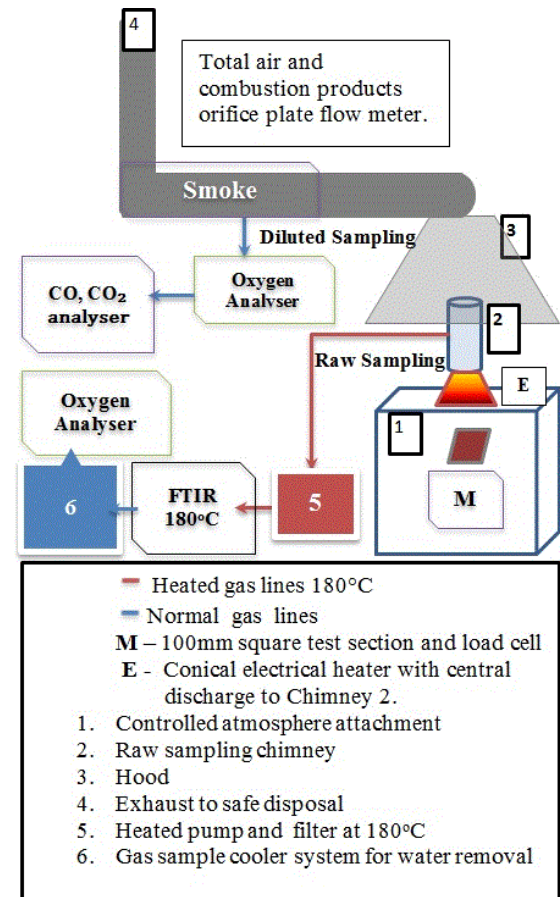 4
Total air and
combustion products
orifice plate flow meter.
Smoke
Diluted Sampling
3
Oxygen
Analyser
CO, CO₂
analyser
2
Raw Sampling
E
Oxygen
Analyser
1
6
FTIR
180°C
5
M
Heated gas lines 180°C
Normal gas lines
M – 100mm square test section and load cell
E - Conical electrical heater with central
discharge to Chimney 2.
1. Controlled atmosphere attachment
2. Raw sampling chimney
3. Hood
4. Exhaust to safe disposal
5. Heated pump and filter at 180°C
6. Gas sample cooler system for water removal